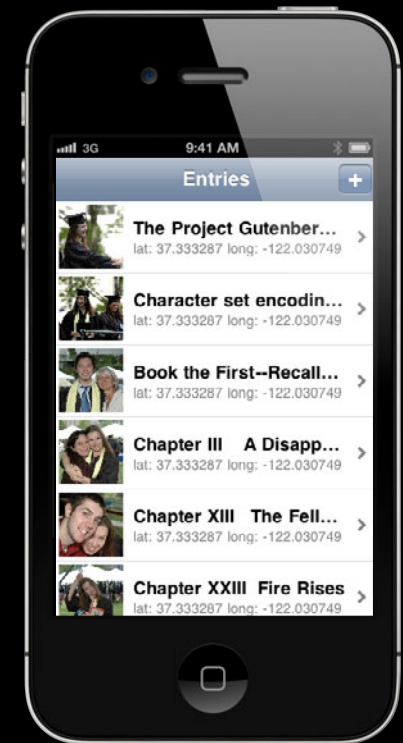 3G 9:41 AM
Entries +
The Project Gutenber...
lat: 37.333287 long: -122.030749
Character set encodin...
lat: 37.333287 long: -122.030749
Book the First--Recall...
lat: 37.333287 long: -122.030749
Chapter III A Disapp...
lat: 37.333287 long: -122.030749
Chapter XIII The Fell...
lat: 37.333287 long: -122.030749
Chapter XXIII Fire Rises
lat: 37.333287 long: -122.030749